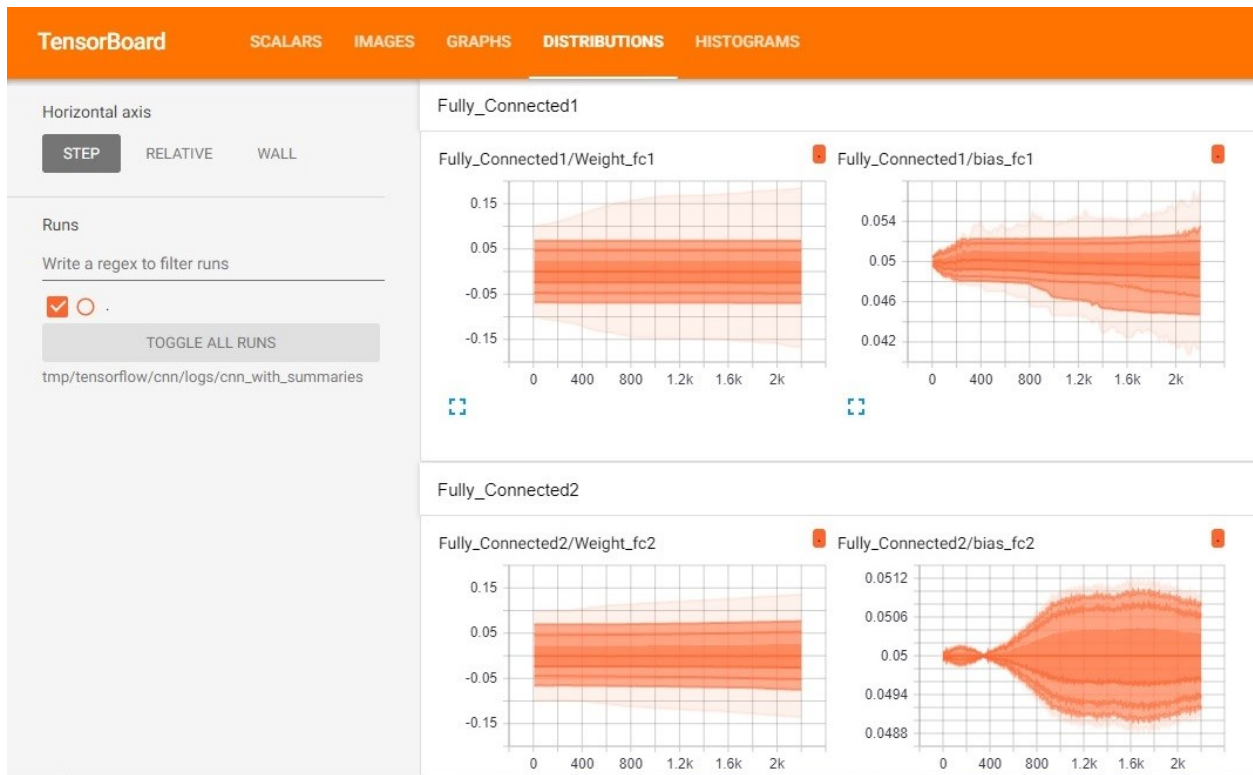 TensorBoard SCALARS IMAGES GRAPHS DISTRIBUTIONS HISTOGRAMS
Horizontal axis
STEP RELATIVE WALL
Runs
Write a regex to filter runs
.
TOGGLE ALL RUNS
tmp/tensorflow/cnn/logs/cnn_with_summaries
Fully_Connected1
Fully_Connected1/Weight_fc1
.
0.15
0.05
-0.05
-0.15
0 400 800 1.2k 1.6k 2k
Fully_Connected1/bias_fc1
.
0.054
0.05
0.046
0.042
0 400 800 1.2k 1.6k 2k
Fully_Connected2
Fully_Connected2/Weight_fc2
.
0.15
0.05
-0.05
-0.15
0 400 800 1.2k 1.6k 2k
Fully_Connected2/bias_fc2
.
0.0512
0.0506
0.05
0.0494
0.0488
0 400 800 1.2k 1.6k 2k